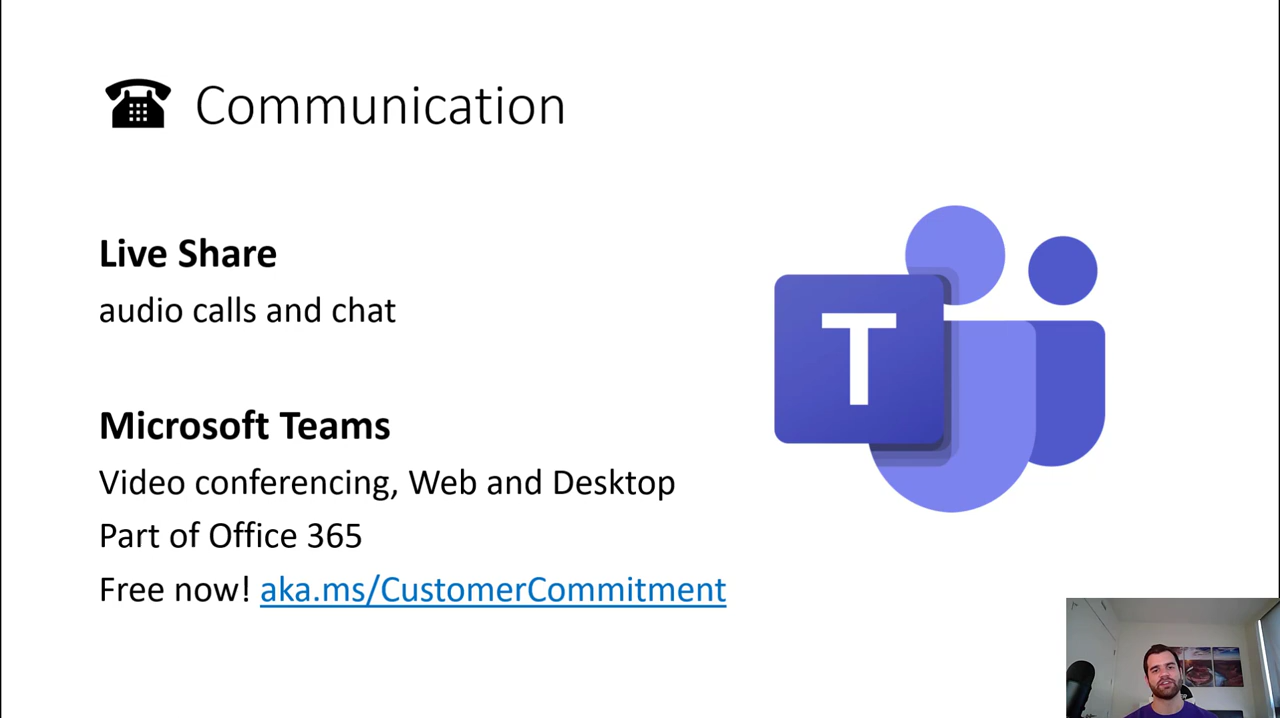 Communication
Live Share
audio calls and chat
Microsoft Teams
Video conferencing, Web and Desktop
Part of Office 365
Free now! aka.ms/CustomerCommitment
T